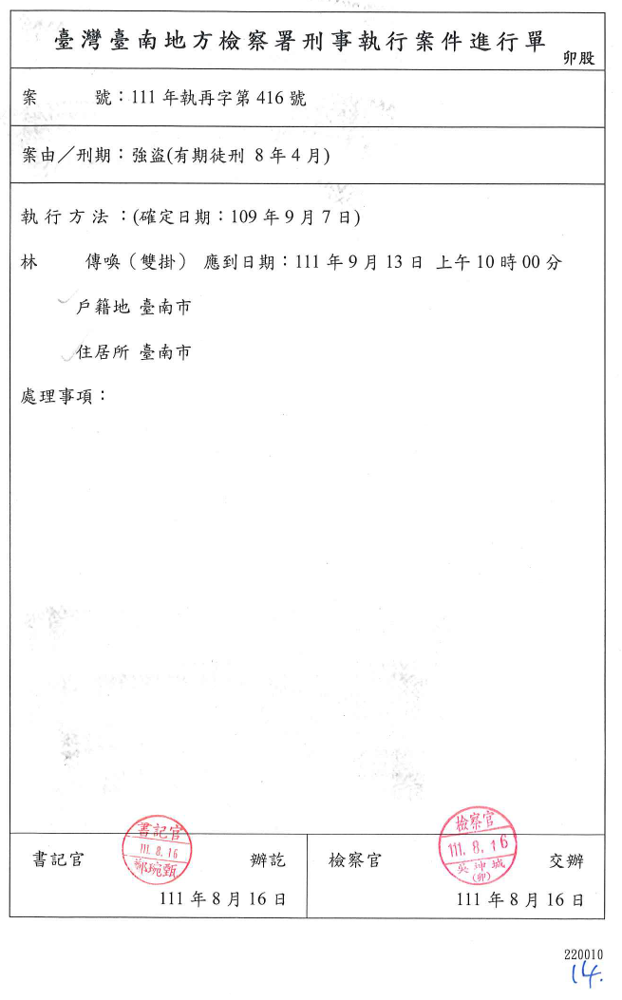 臺灣臺南地方檢察署刑事執行案件進行單
卯股
案 號：111 年執再字第 416 號
案由／刑期：強盜(有期徒刑 8 年 4 月)
執行方法：(確定日期：109 年 9 月 7 日)
林 傳喚（雙掛） 應到日期：111 年 9 月 13 日 上午 10 時 00 分
戶籍地 臺南市
住居所 臺南市
處理事項：
書記官
111. 8. 16
鄭琬甄
檢察官
111. 8. 16
吳坤城
(卯)
書記官 辦訖
111 年 8 月 16 日
檢察官 交辦
111 年 8 月 16 日
220010
14.